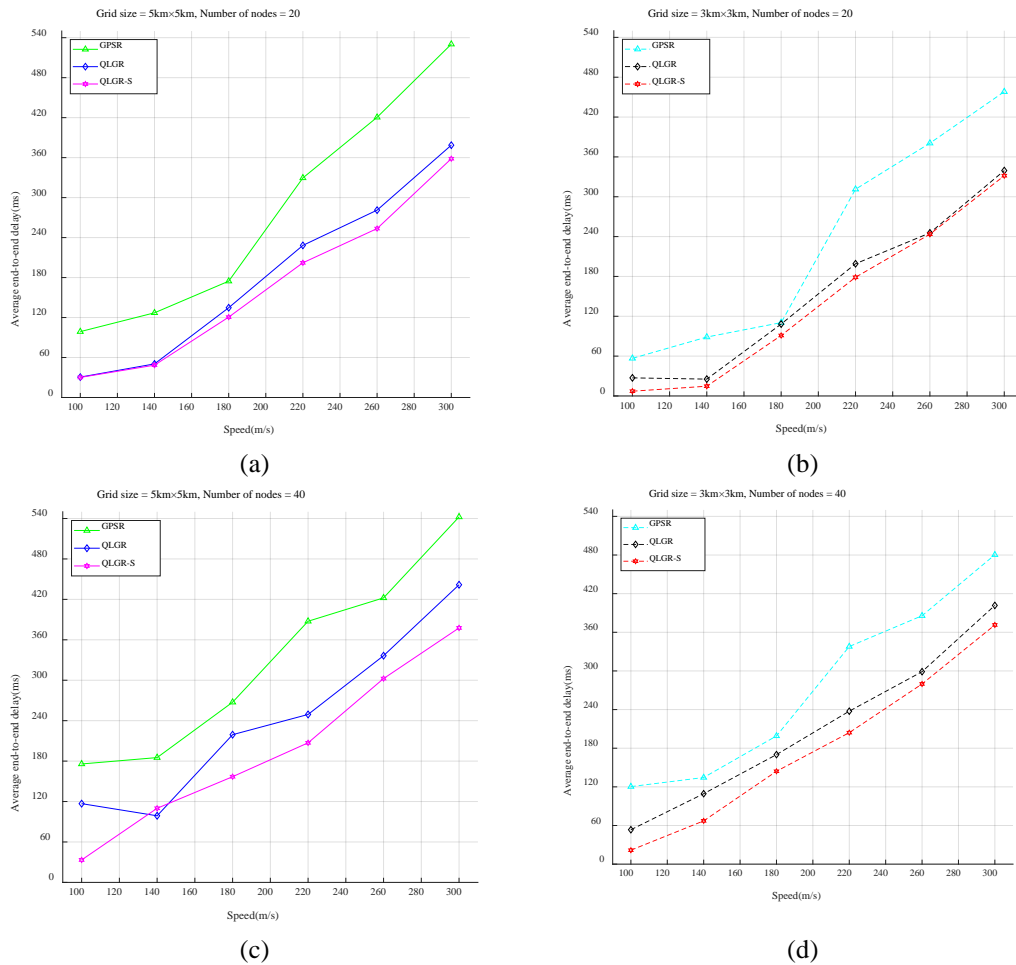 Grid size = 5km×5km, Number of nodes = 20
540
480
420
360
300
240
180
120
60
0
GPSR
QLGR
QLGR-S
Average end-to-end delay(ms)
100 120 140 160 180 200 220 240 260 280 300
Speed(m/s)
(a)
Grid size = 3km×3km, Number of nodes = 20
540
480
420
360
300
240
180
120
60
0
GPSR
QLGR
QLGR-S
Average end-to-end delay(ms)
100 120 140 160 180 200 220 240 260 280 300
Speed(m/s)
(b)
Grid size = 5km×5km, Number of nodes = 40
540
480
420
360
300
240
180
120
60
0
GPSR
QLGR
QLGR-S
Average end-to-end delay(ms)
100 120 140 160 180 200 220 240 260 280 300
Speed(m/s)
(c)
Grid size = 3km×3km, Number of nodes = 40
540
480
420
360
300
240
180
120
60
0
GPSR
QLGR
QLGR-S
Average end-to-end delay(ms)
100 120 140 160 180 200 220 240 260 280 300
Speed(m/s)
(d)